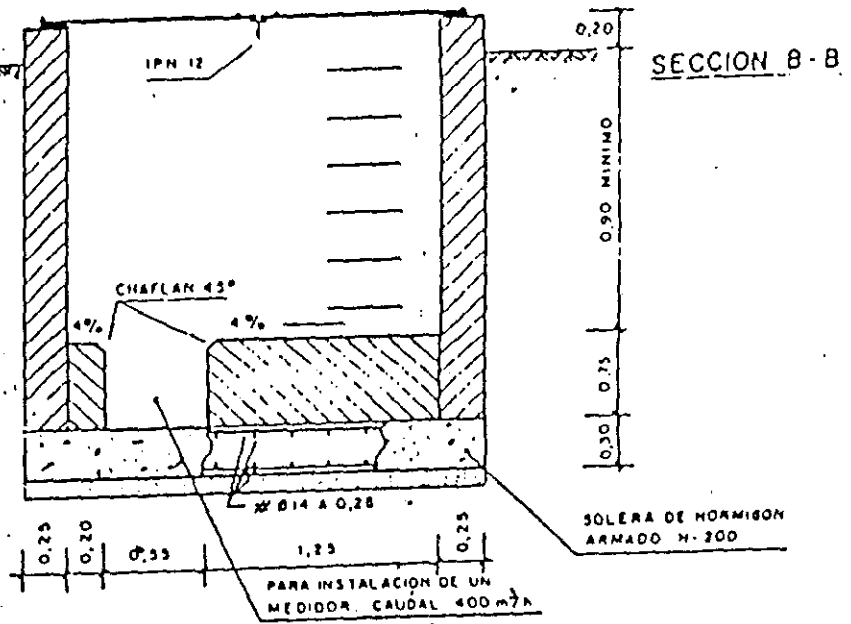 0,20
IPN 12
SECCION B-B
0,90 MINIMO
CHAFLAN 45°
4%
4%
0,75
0,30
# Ø14 A 0,28
SOLERA DE HORMIGON
ARMADO H-200
0,25
0,20
0,55
1,25
0,25
PARA INSTALACIÓN DE UN
MEDIDOR. CAUDAL 400 m³/h